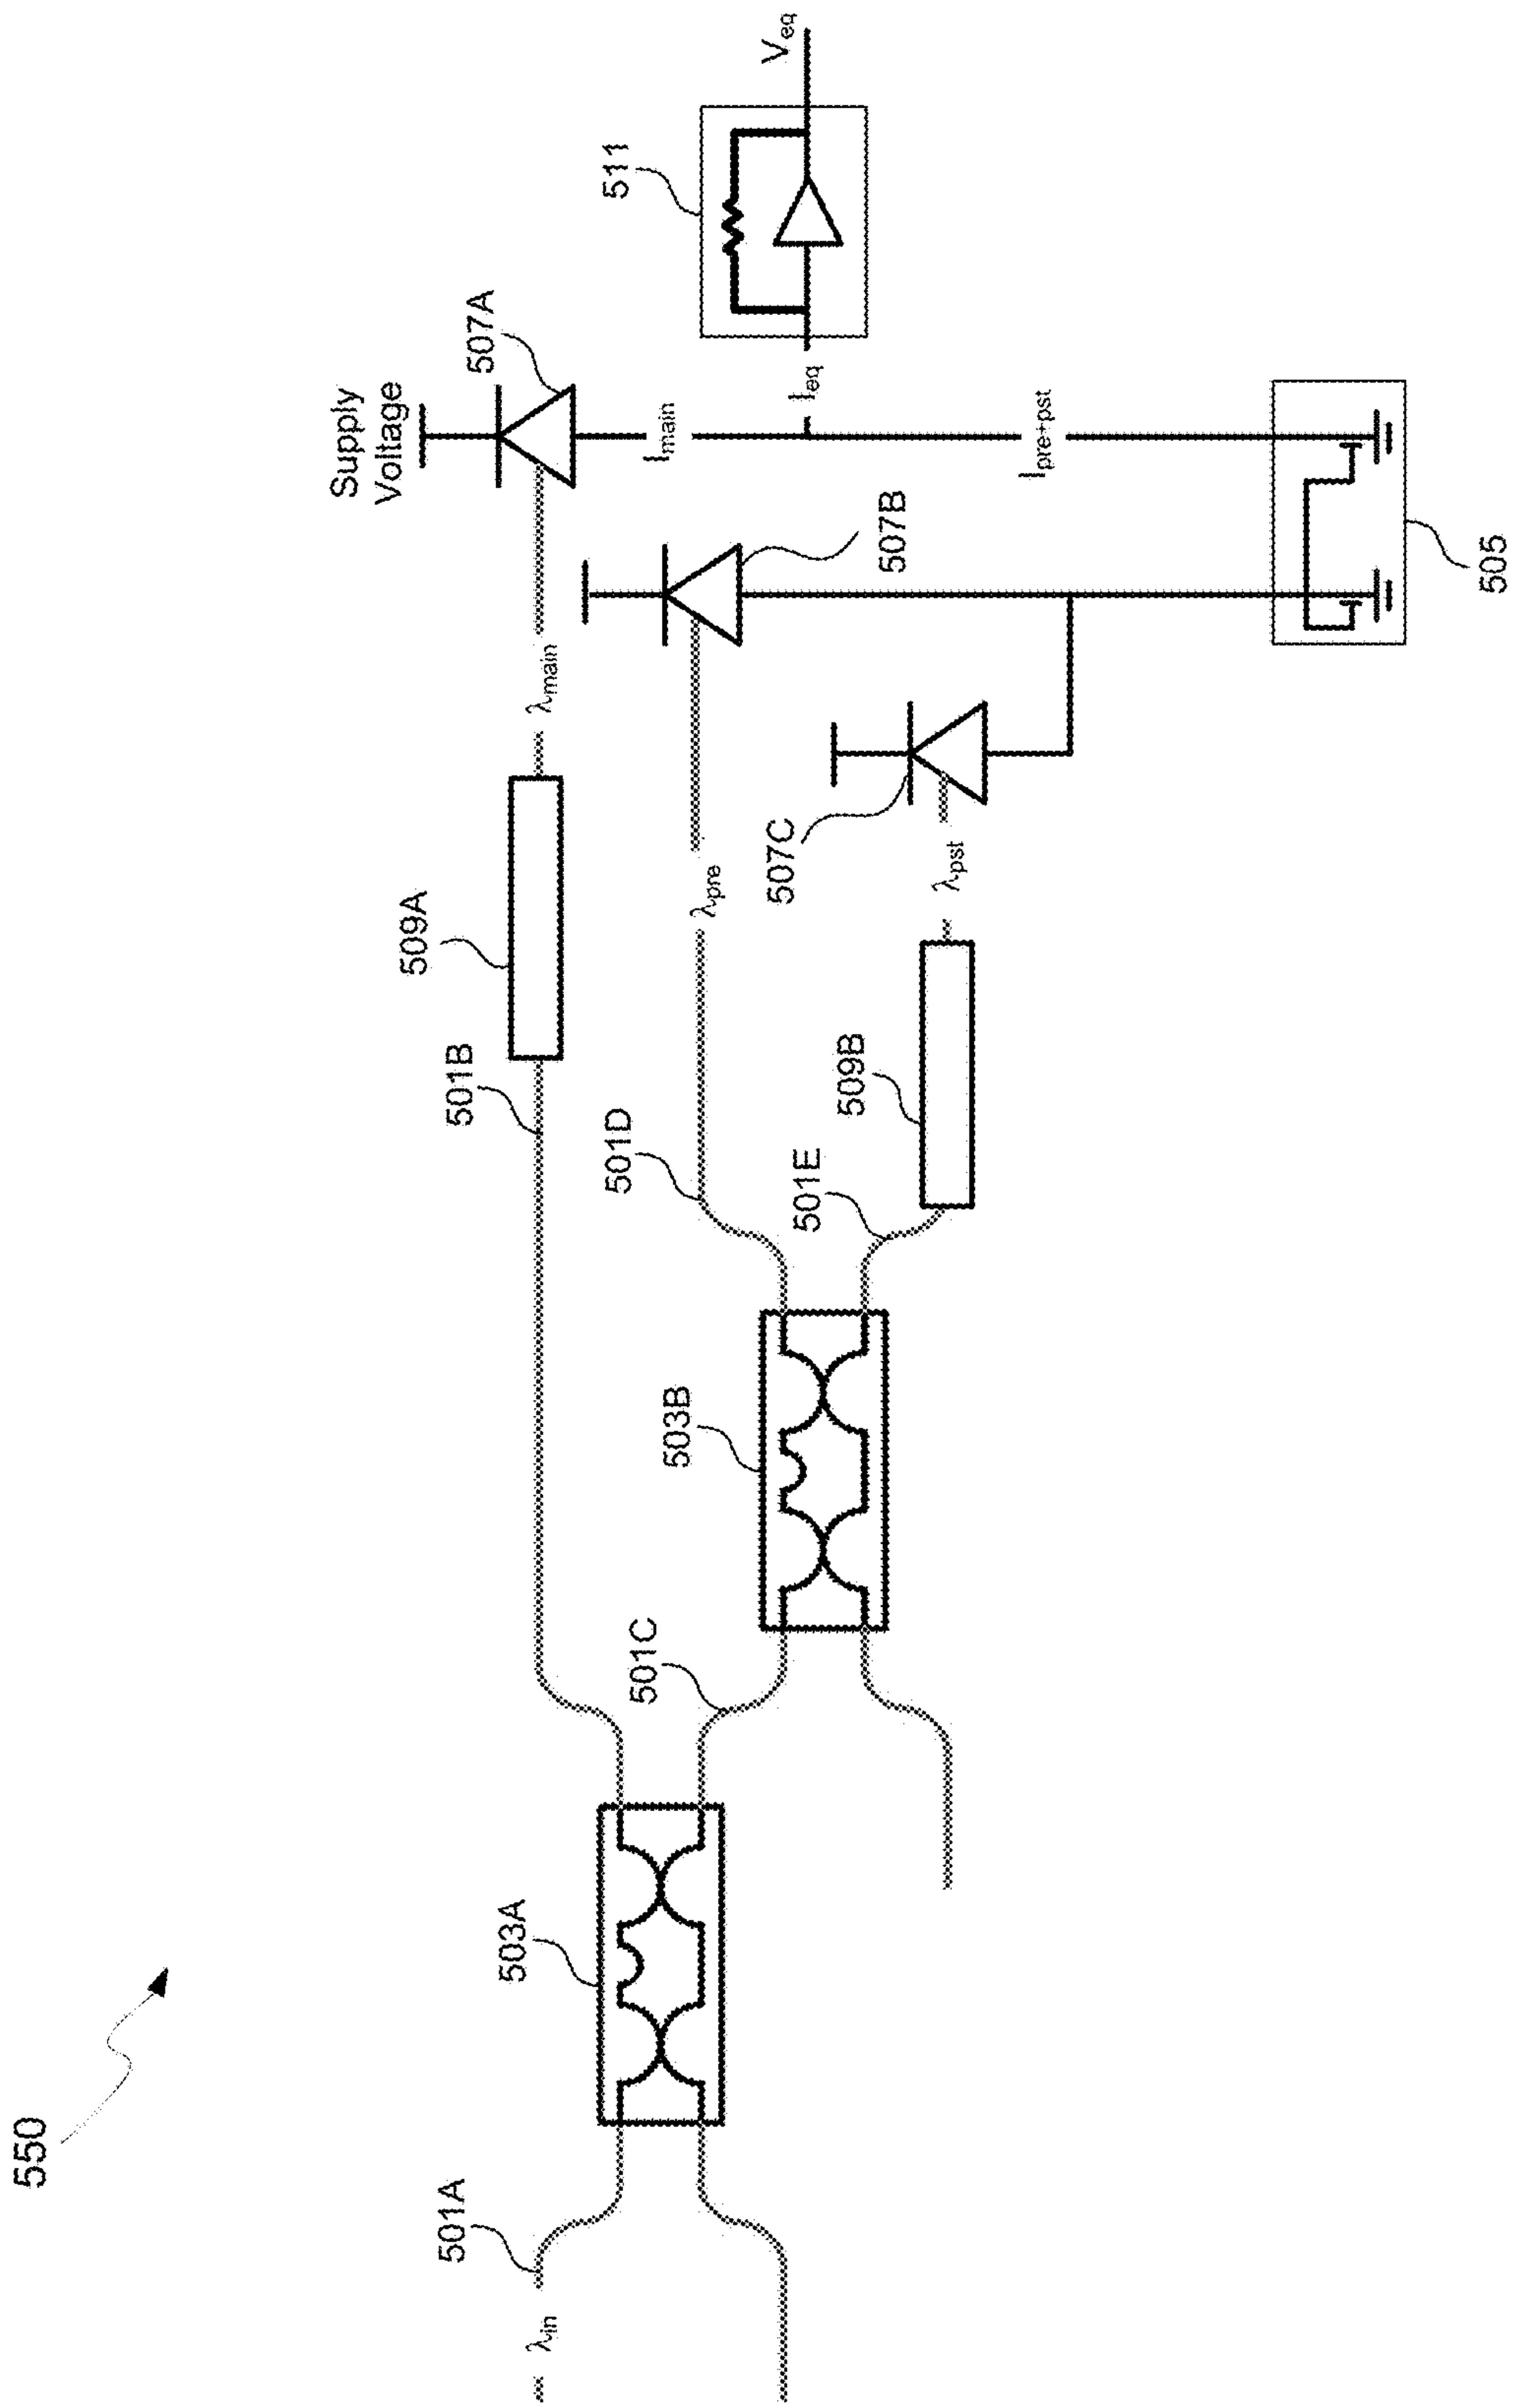 550
λin
501A
503A
501B
501C
503B
501D
501E
509A
509B
λmain
λpre
λpst
Supply
Voltage
507A
507B
507C
Imain
Ieq
Ipre+pst
505
511
Veq